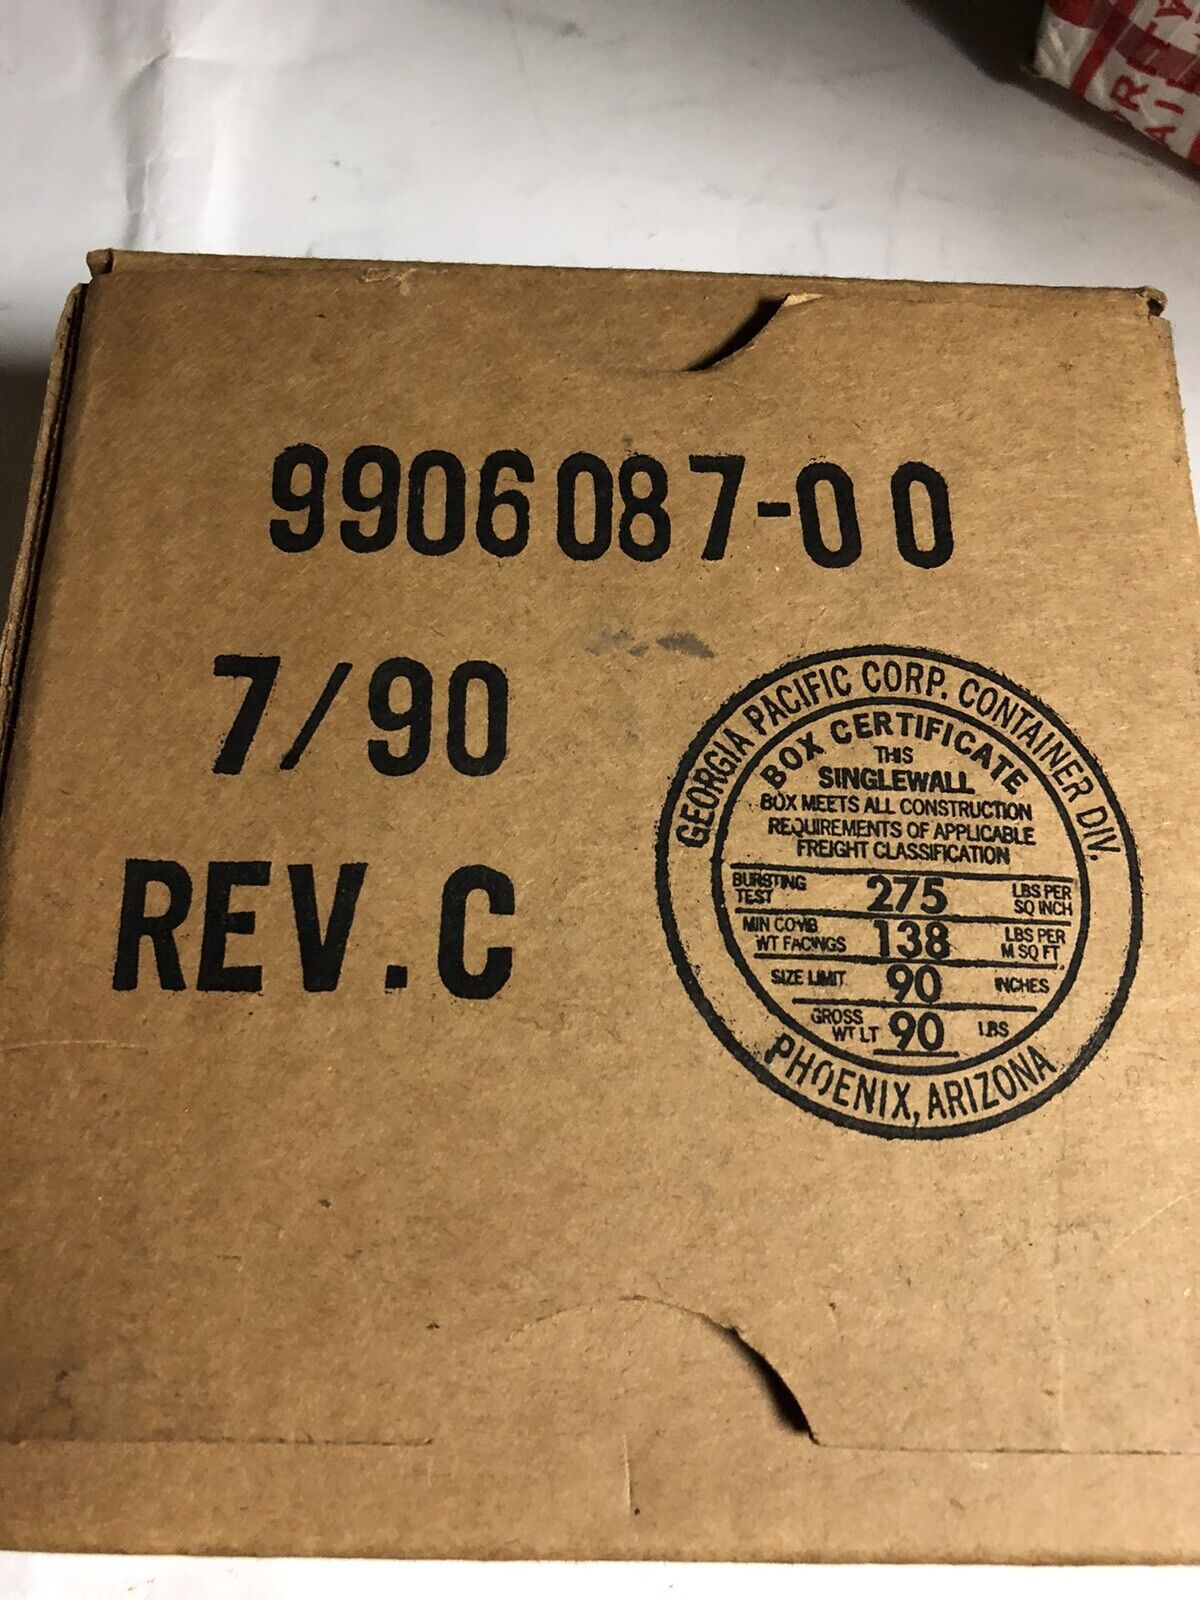 9906087-00
7/90
REV.C
GEORGIA PACIFIC CORP. CONTAINER DIV.
BOX CERTIFICATE
THIS
SINGLEWALL
BOX MEETS ALL CONSTRUCTION
REQUIREMENTS OF APPLICABLE
FREIGHT CLASSIFICATION
BURSTING TEST 275 LBS PER SQ INCH
MIN COMB WT FACINGS 138 LBS PER M SQ FT
SIZE LIMIT 90 INCHES
GROSS WT LT 90 LBS
PHOENIX, ARIZONA